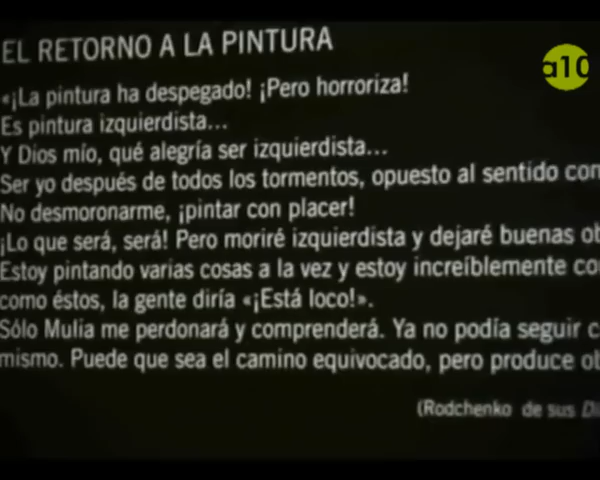 EL RETORNO A LA PINTURA
a10
«¡La pintura ha despegado! ¡Pero horroriza!
Es pintura izquierdista...
Y Dios mío, qué alegría ser izquierdista...
Ser yo después de todos los tormentos, opuesto al sentido
No desmoronarme, ¡pintar con placer!
¡Lo que será, será! Pero moriré izquierdista y dejaré buenas
Estoy pintando varias cosas a la vez y estoy increíblemente
como éstos, la gente diría «¡Está loco!».
Sólo Mulia me perdonará y comprenderá. Ya no podía seguir
mismo. Puede que sea el camino equivocado, pero produce
(Rodchenko de sus